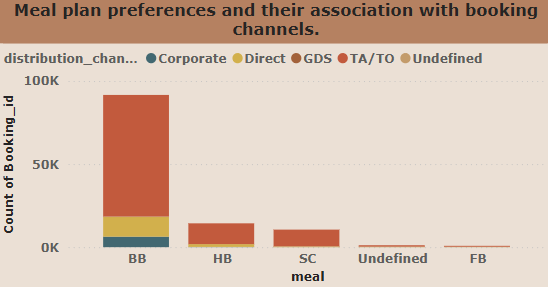 Meal plan preferences and their association with booking
channels.
distribution_chan... Corporate Direct GDS TA/TO Undefined
100K
50K
0K
Count of Booking_id
BB HB SC Undefined FB
meal